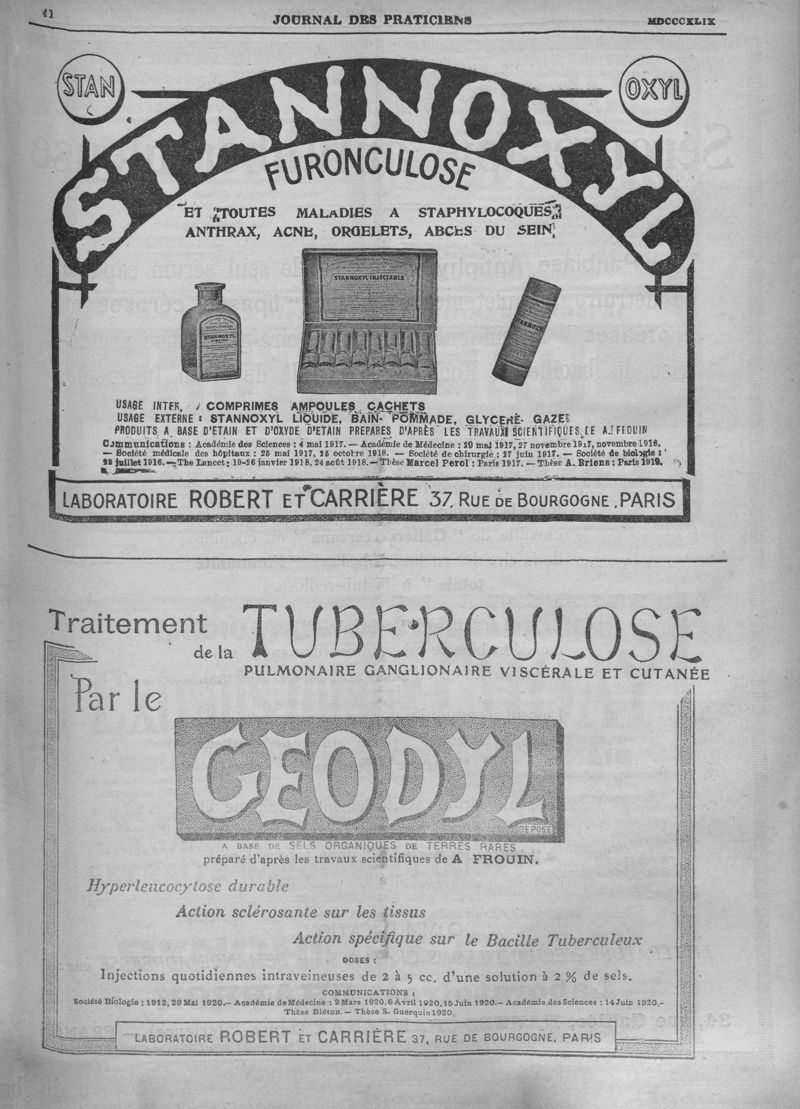 41
JOURNAL DES PRATICIENS
MDCCCXLIX
STAN
OXYL
STANNOXYL
FURONCULOSE
ET TOUTES MALADIES A STAPHYLOCOQUES
ANTHRAX, ACNE, ORGELETS, ABCES DU SEIN
STANNOXYL INJECTABLE
STANNOXYL
STANNOXYL
USAGE INTER. COMPRIMES AMPOULES CACHETS
USAGE EXTERNE : STANNOXYL LIQUIDE, BAIN- POMMADE, GLYCERÉ- GAZE
PRODUITS A BASE D'ETAIN ET D'OXYDE D'ETAIN PREPARES D'APRÈS LES TRAVAUX SCIENTIFIQUES DE A. FROUIN
Communications : Académie des Sciences : 4 mai 1917. — Académie de Médecine : 29 mai 1917, 27 novembre 1917, novembre 1918.
— Société médicale des hôpitaux : 25 mai 1917, 15 octobre 1918. — Société de chirurgie ; 27 juin 1917. — Société de biologie :
29 juillet 1916. — The Lancet ; 19-26 janvier 1918, 24 août 1918. — Thèse Marcel Perol : Paris 1917. — Thèse A. Briens : Paris 1919.
LABORATOIRE ROBERT ET CARRIÈRE 37, RUE DE BOURGOGNE, PARIS
Traitement
de la TUBERCULOSE
PULMONAIRE GANGLIONAIRE VISCÉRALE ET CUTANÉE
Par le
GEODYL
DEPOSÉ
A BASE DE SELS ORGANIQUES DE TERRES RARES
préparé d'après les travaux scientifiques de A FROUIN.
Hyperleucocytose durable
Action sclérosante sur les tissus
Action spécifique sur le Bacille Tuberculeux
DOSES :
Injections quotidiennes intraveineuses de 2 à 5 cc. d'une solution à 2 % de sels.
COMMUNICATIONS :
Société Biologie : 1912, 29 Mai 1920.— Académie de Médecine : 2 Mars 1920, 6 Avril 1920, 15 Juin 1920.— Académie des Sciences : 14 Juin 1920.—
Thèse Bléton. — Thèse S. Guerquin 1920.
LABORATOIRE ROBERT ET CARRIÈRE 37, RUE DE BOURGOGNE, PARIS